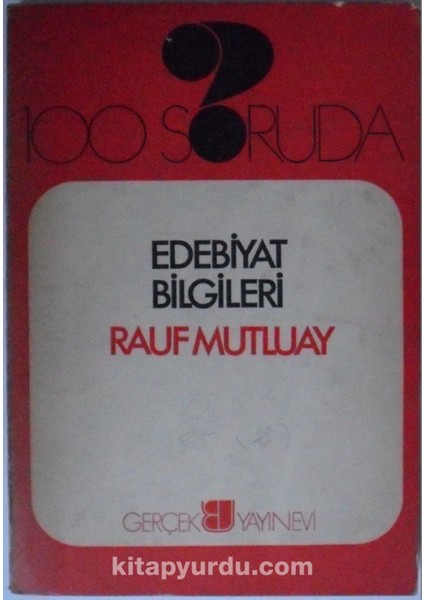 100 SORUDA
EDEBİYAT
BİLGİLERİ
RAUF MUTLUAY
GERÇEK YAYINEVİ
kitapyurdu.com